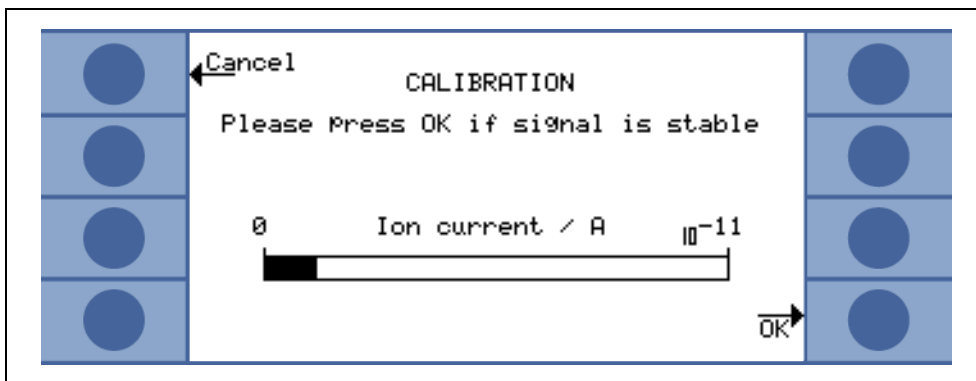 Cancel
CALIBRATION
Please press OK if signal is stable
0 Ion current / A 10-11
OK